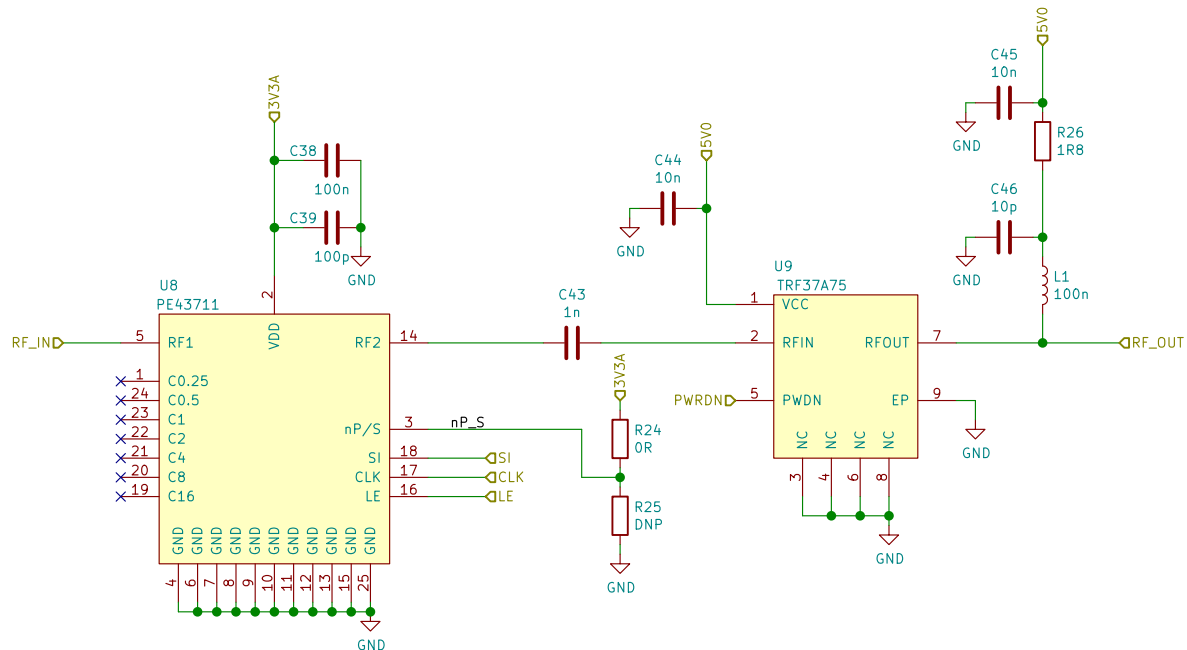 5V0
C45
10n
GND
R26
1R8
C46
10p
GND
L1
100n
3V3A
C38
100n
C39
100p
GND
5V0
C44
10n
GND
U8
PE43711
2
VDD
RF_IN
5
RF1
RF2
14
1
C0.25
24
C0.5
23
C1
22
C2
21
C4
20
C8
19
C16
nP/S
3
nP_S
SI
18
SI
CLK
17
CLK
LE
16
LE
GND GND GND GND GND GND GND GND GND GND
4 6 7 8 9 10 11 12 13 15 25
GND
C43
1n
3V3A
R24
0R
R25
DNP
GND
U9
TRF37A75
1
VCC
2
RFIN
RFOUT
7
RF_OUT
PWRDN
5
PWDN
EP
9
GND
NC NC NC NC
3 4 6 8
GND